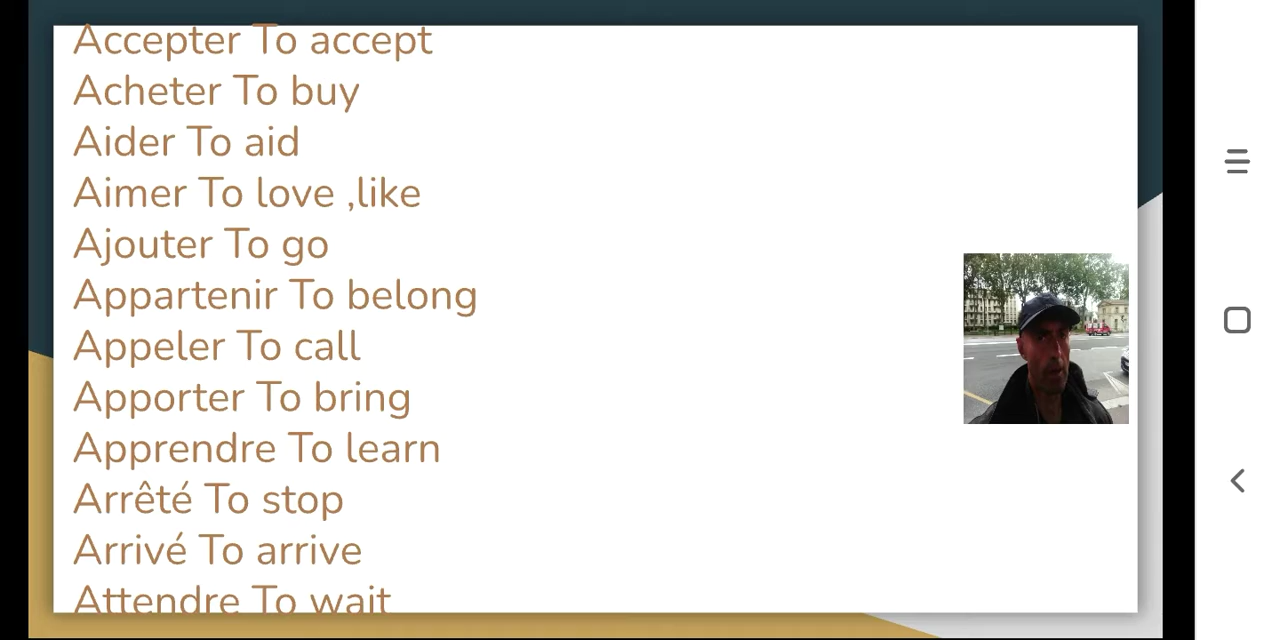 Accepter To accept
Acheter To buy
Aider To aid
Aimer To love ,like
Ajouter To go
Appartenir To belong
Appeler To call
Apporter To bring
Apprendre To learn
Arrêté To stop
Arrivé To arrive
Attendre To wait